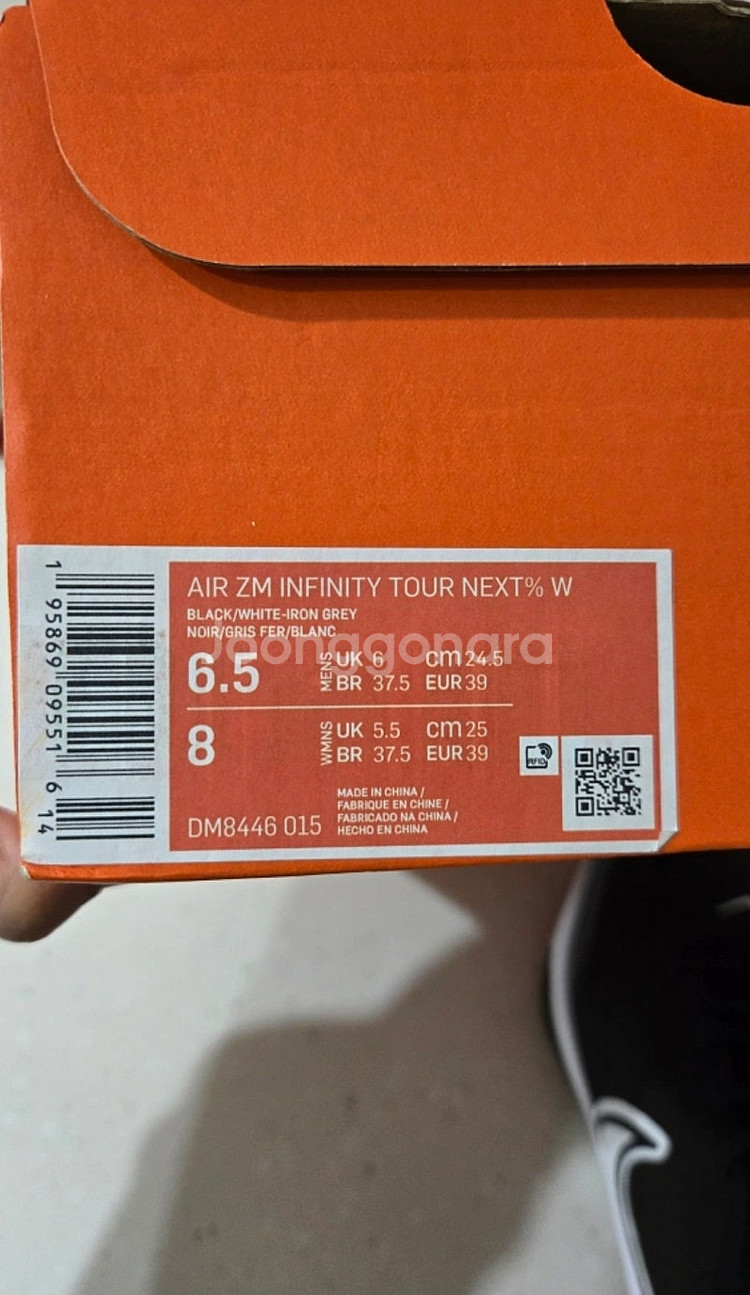 AIR ZM INFINITY TOUR NEXT% W
BLACK/WHITE-IRON GREY
NOIR/GRIS FER/BLANC
Joonggonara
6.5 MENS UK 6 cm 24.5
BR 37.5 EUR 39
8 WMNS UK 5.5 cm 25
BR 37.5 EUR 39
RFID
DM8446 015
MADE IN CHINA /
FABRIQUE EN CHINE /
FABRICADO NA CHINA /
HECHO EN CHINA
1 95869 09551 6 14